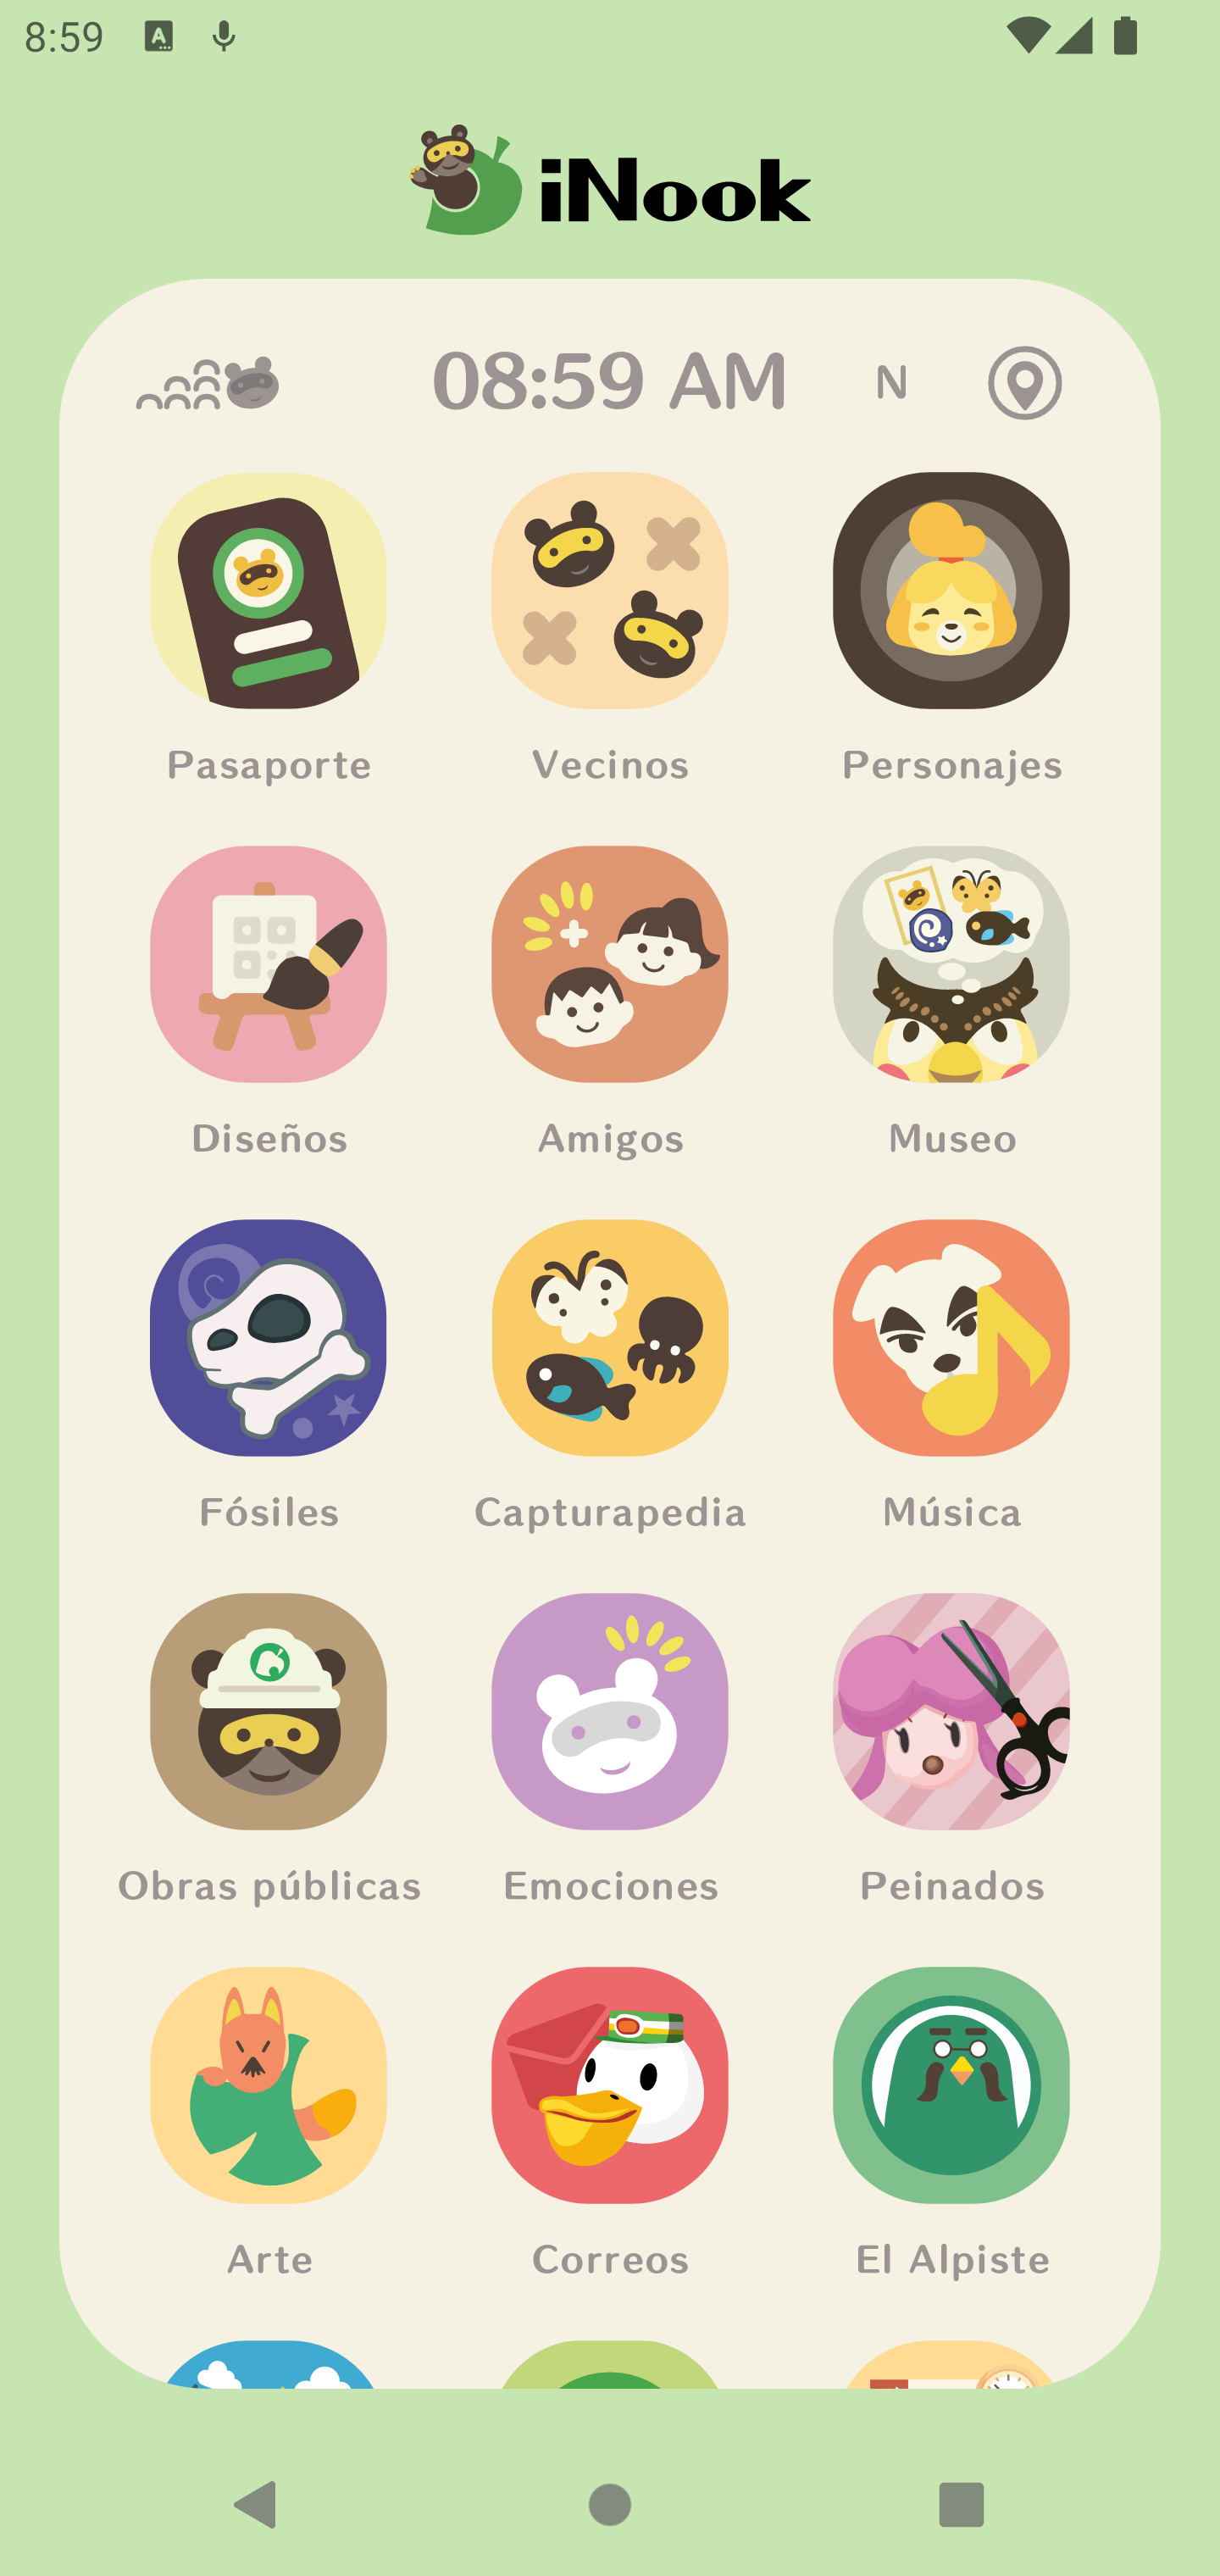 8:59
iNook
08:59 AM N
Pasaporte Vecinos Personajes
Diseños Amigos Museo
Fósiles Capturapedia Música
Obras públicas Emociones Peinados
Arte Correos El Alpiste